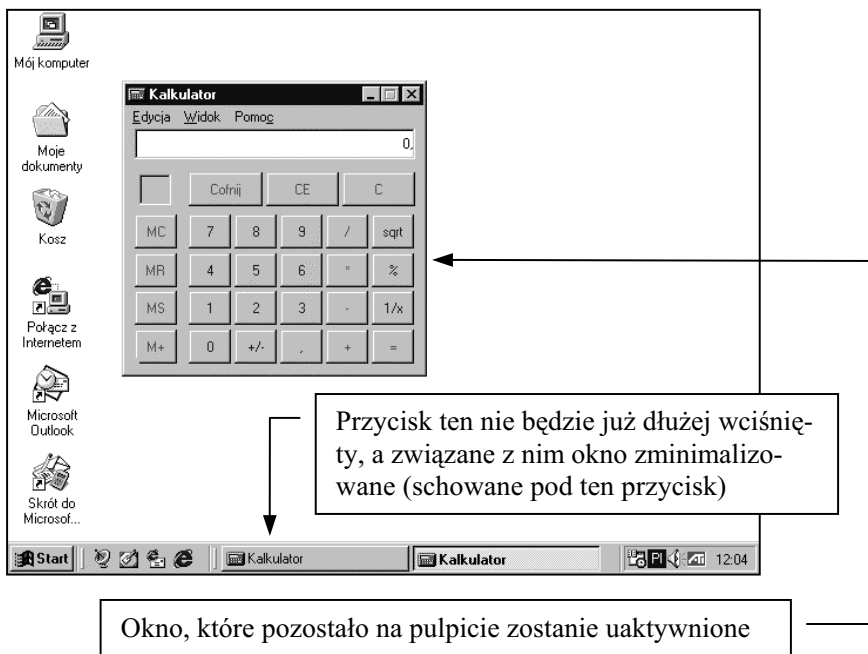 Mój komputer
Moje
dokumenty
Kosz
Połącz z
Internetem
Microsoft
Outlook
Skrót do
Microsof...
Kalkulator
Edycja Widok Pomoc
0,
Cofnij CE C
MC 7 8 9 / sqrt
MR 4 5 6 * %
MS 1 2 3 - 1/x
M+ 0 +/- , + =
Przycisk ten nie będzie już dłużej wciśnię-
ty, a związane z nim okno zminimalizo-
wane (schowane pod ten przycisk)
Start Kalkulator Kalkulator Pl 12:04
Okno, które pozostało na pulpicie zostanie uaktywnione